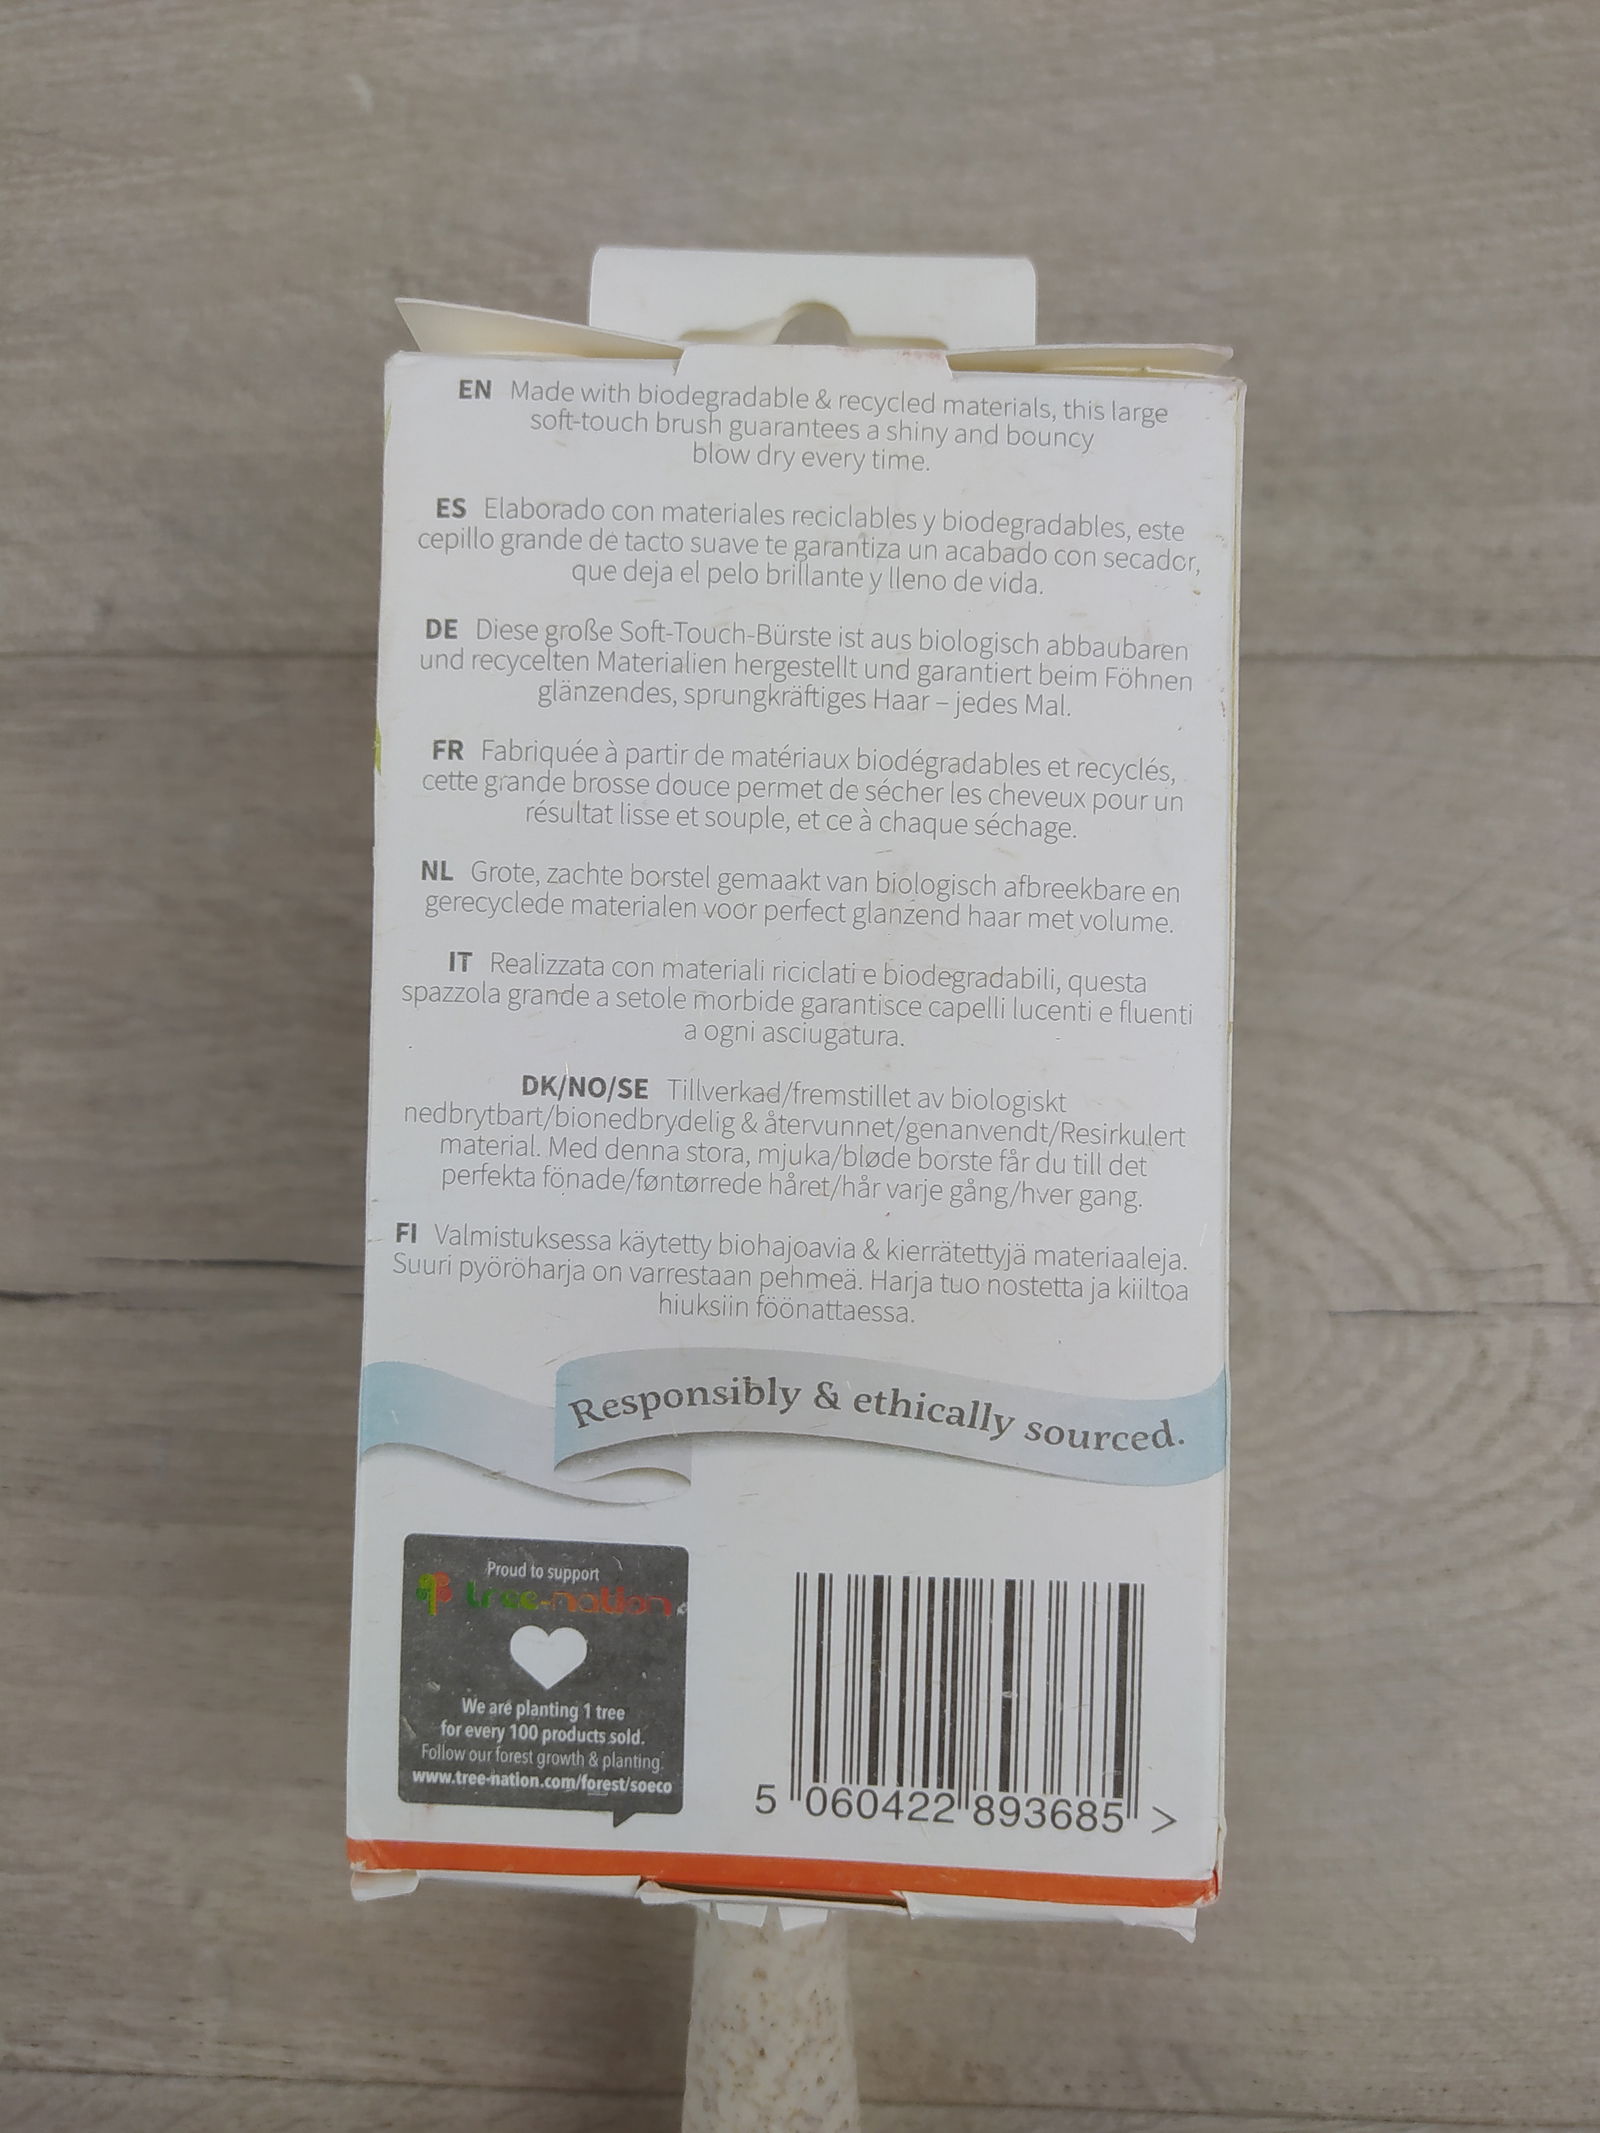 EN Made with biodegradable & recycled materials, this large
soft-touch brush guarantees a shiny and bouncy
blow dry every time.
ES Elaborado con materiales reciclables y biodegradables, este
cepillo grande de tacto suave te garantiza un acabado con secador,
que deja el pelo brillante y lleno de vida.
DE Diese große Soft-Touch-Bürste ist aus biologisch abbaubaren
und recycelten Materialien hergestellt und garantiert beim Föhnen
glänzendes, sprungkräftiges Haar – jedes Mal.
FR Fabriquée à partir de matériaux biodégradables et recyclés,
cette grande brosse douce permet de sécher les cheveux pour un
résultat lisse et souple, et ce à chaque séchage.
NL Grote, zachte borstel gemaakt van biologisch afbreekbare en
gerecyclede materialen voor perfect glanzend haar met volume.
IT Realizzata con materiali riciclati e biodegradabili, questa
spazzola grande a setole morbide garantisce capelli lucenti e fluenti
a ogni asciugatura.
DK/NO/SE Tillverkad/fremstillet av biologiskt
nedbrytbart/bionedbrydelig & återvunnet/genanvendt/Resirkulert
material. Med denna stora, mjuka/bløde borste får du till det
perfekta fönade/føntørrede håret/hår varje gång/hver gang.
FI Valmistuksessa käytetty biohajoavia & kierrätettyjä materiaaleja.
Suuri pyöröharja on varrestaan pehmeä. Harja tuo nostetta ja kiiltoa
hiuksiin föönattaessa.
Responsibly & ethically sourced.
Proud to support
tree-nation
We are planting 1 tree
for every 100 products sold.
Follow our forest growth & planting.
www.tree-nation.com/forest/soeco
5 060422 893685 >